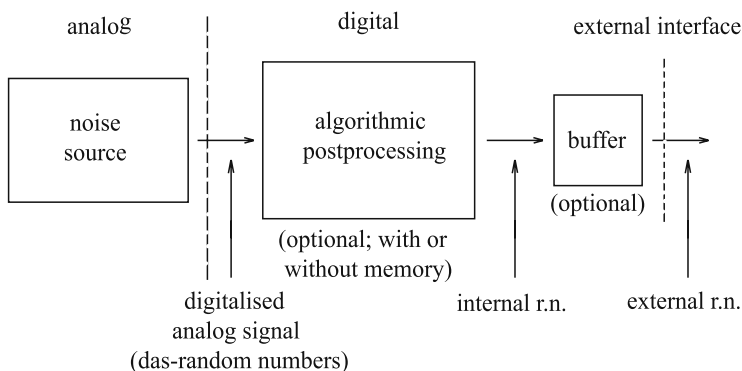 analog
digital
external interface
noise
source
algorithmic
postprocessing
buffer
(optional)
(optional; with or
without memory)
digitalised
analog signal
(das-random numbers)
internal r.n.
external r.n.